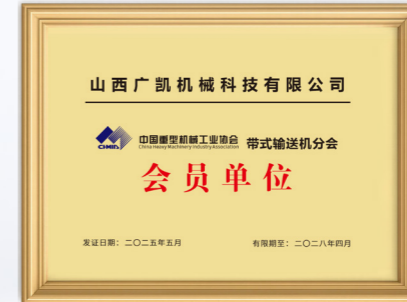 山西广凯机械科技有限公司
CHMIA 中国重型机械工业协会 带式输送机分会
China Heavy Machinery Industry Association
会员单位
发证日期：二〇二五年五月 有限期至：二〇二八年四月